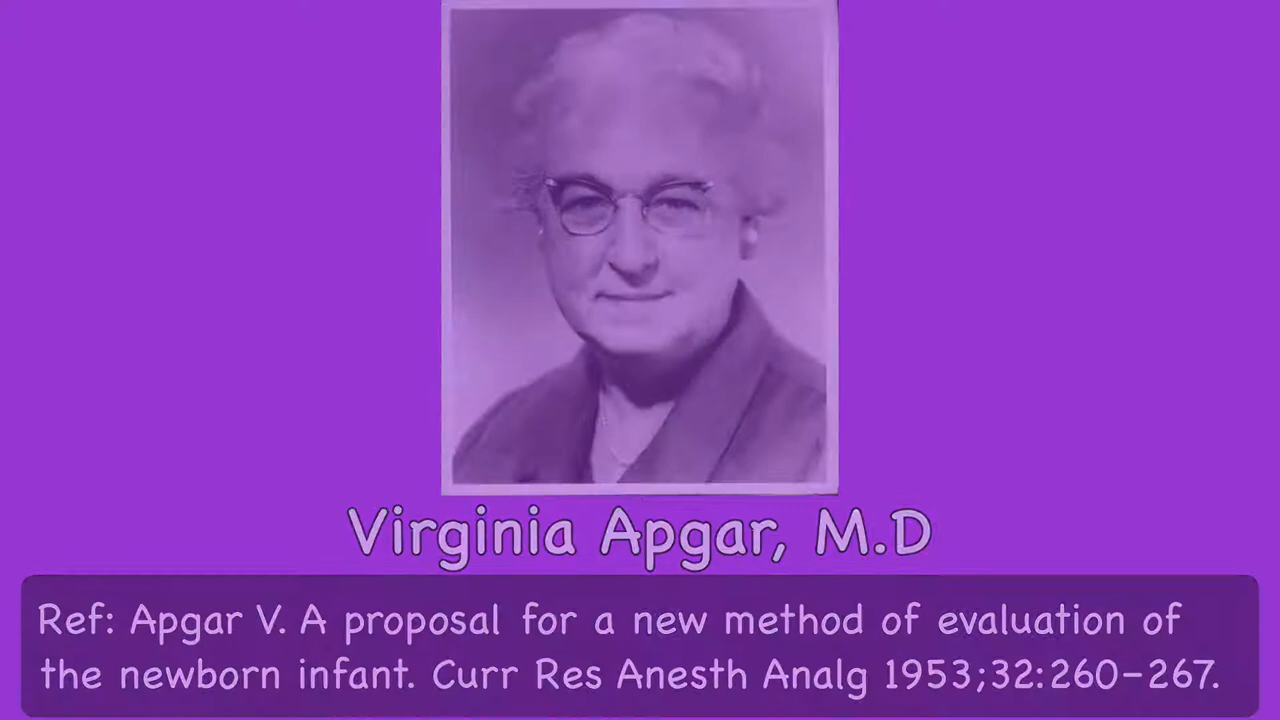 Virginia Apgar, M.D
Ref: Apgar V. A proposal for a new method of evaluation of
the newborn infant. Curr Res Anesth Analg 1953;32:260–267.